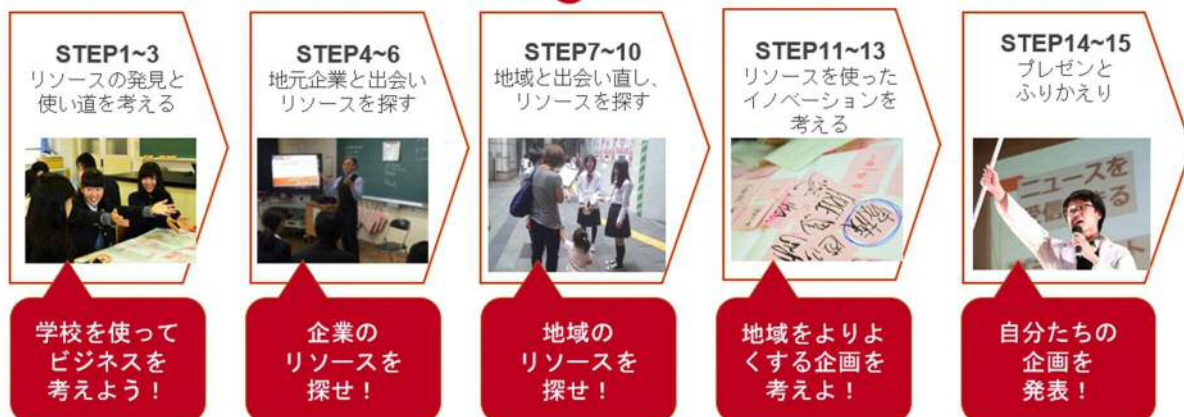 STEP1~3
リソースの発見と
使い道を考える
学校を使って
ビジネスを
考えよう！
STEP4~6
地元企業と出会い
リソースを探す
企業の
リソースを
探せ！
STEP7~10
地域と出会い直し、
リソースを探す
地域の
リソースを
探せ！
STEP11~13
リソースを使った
イノベーションを
考える
地域をよりよ
くする企画を
考えよ！
STEP14~15
プレゼンと
ふりかえり
ニュースを
自分たちの
企画を
発表！